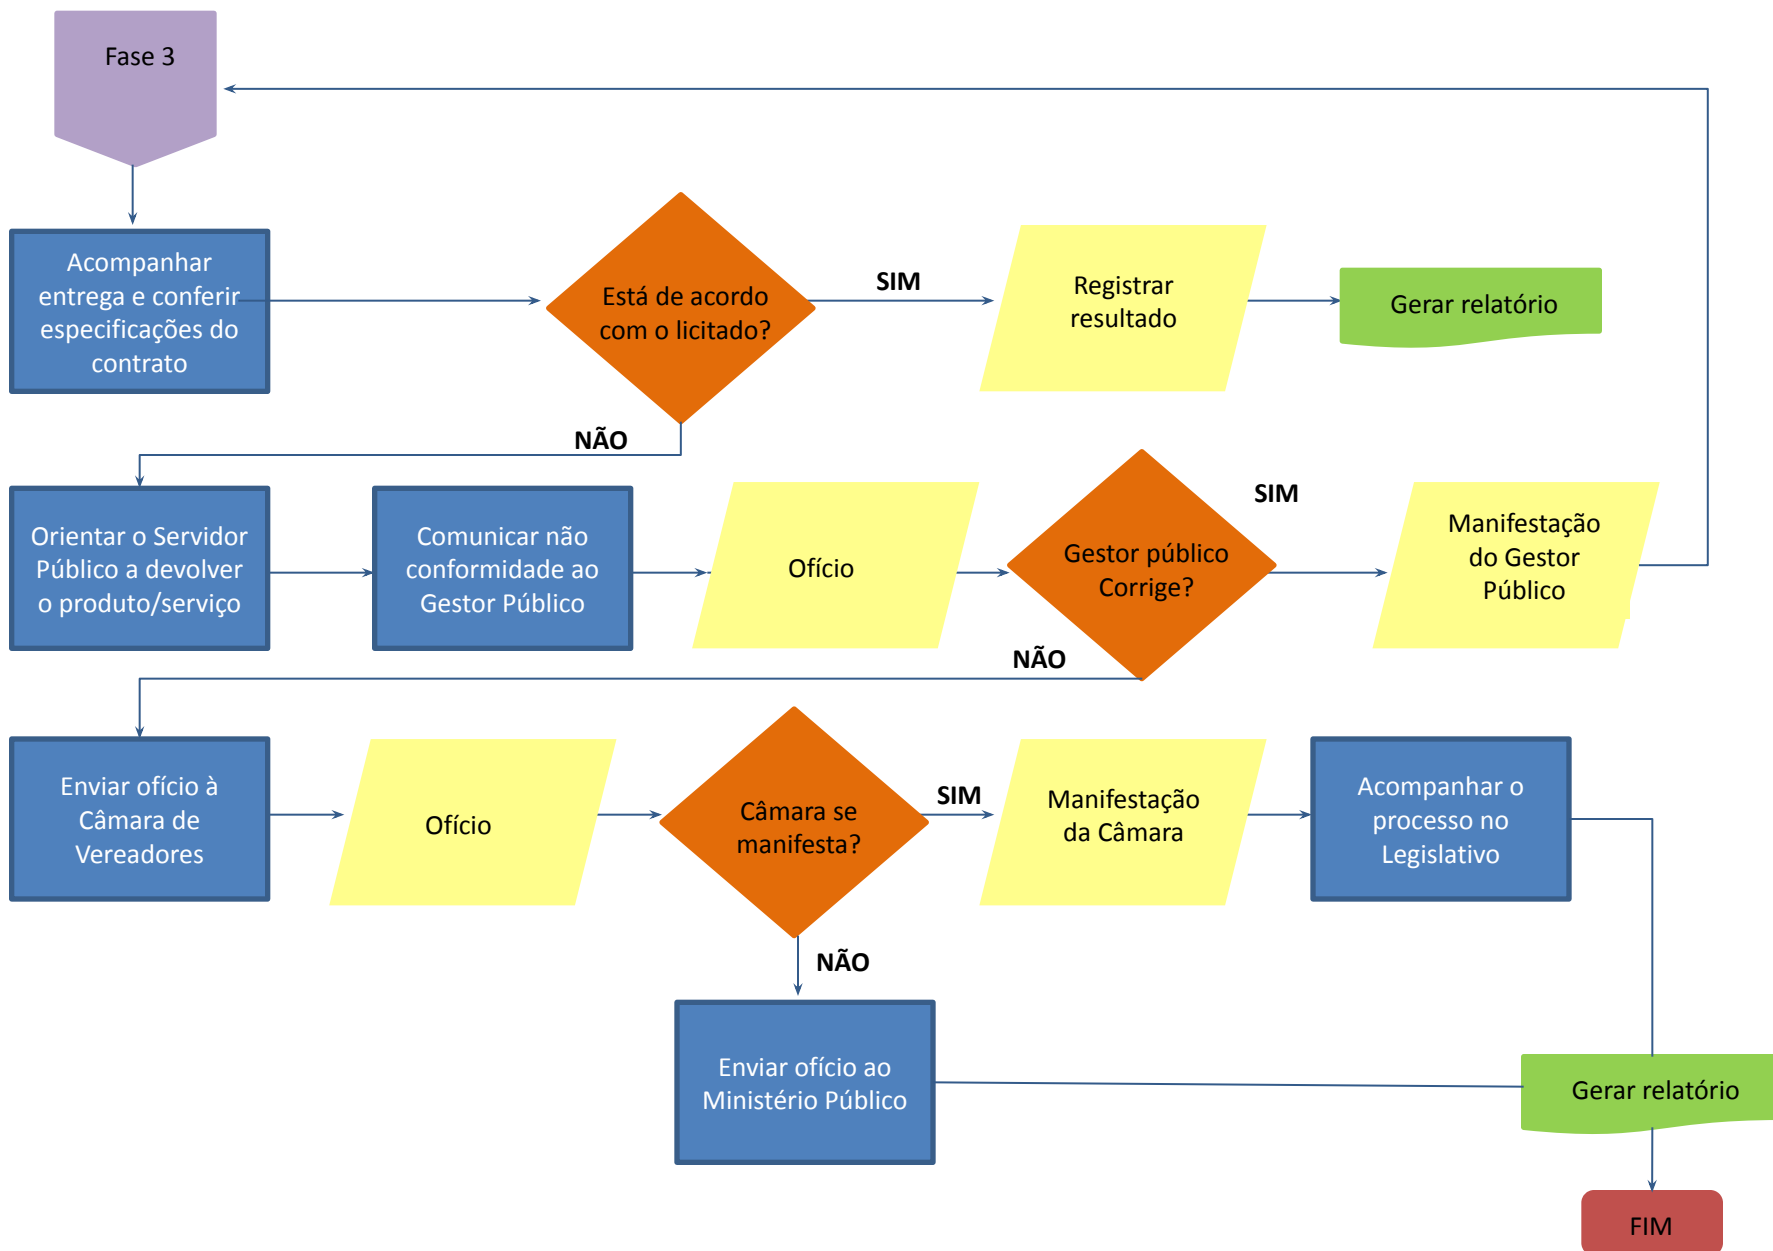 Fase 3
Acompanhar
entrega e conferir
especificações do
contrato
Está de acordo
com o licitado?
SIM
Registrar
resultado
Gerar relatório
NÃO
Orientar o Servidor
Público a devolver
o produto/serviço
Comunicar não
conformidade ao
Gestor Público
Ofício
Gestor público
Corrige?
SIM
Manifestação
do Gestor
Público
NÃO
Enviar ofício à
Câmara de
Vereadores
Ofício
Câmara se
manifesta?
SIM
Manifestação
da Câmara
Acompanhar o
processo no
Legislativo
NÃO
Enviar ofício ao
Ministério Público
Gerar relatório
FIM